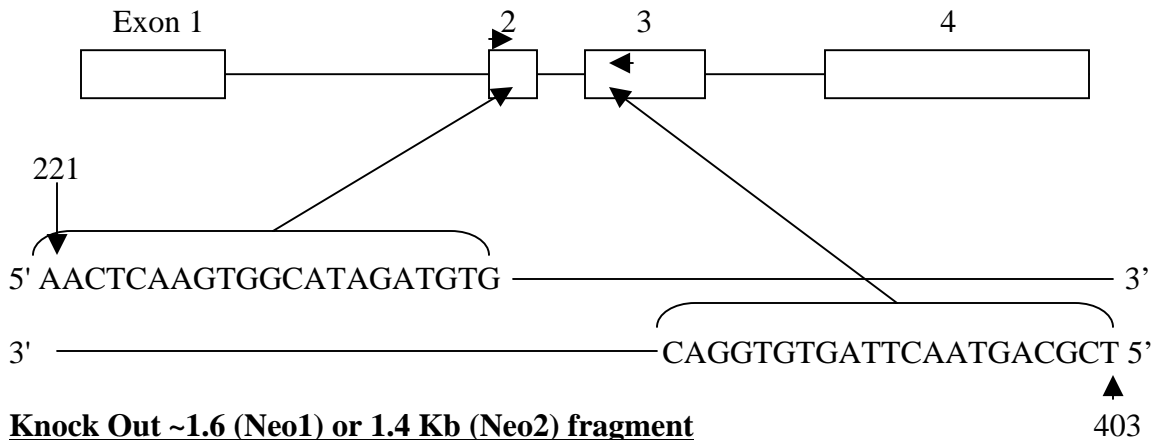 Exon 1 2 3 4
221
5' AACTCAAGTGGCATAGATGTG 3’
3' CAGGTGTGATTCAATGACGCT 5’
Knock Out ~1.6 (Neo1) or 1.4 Kb (Neo2) fragment
403